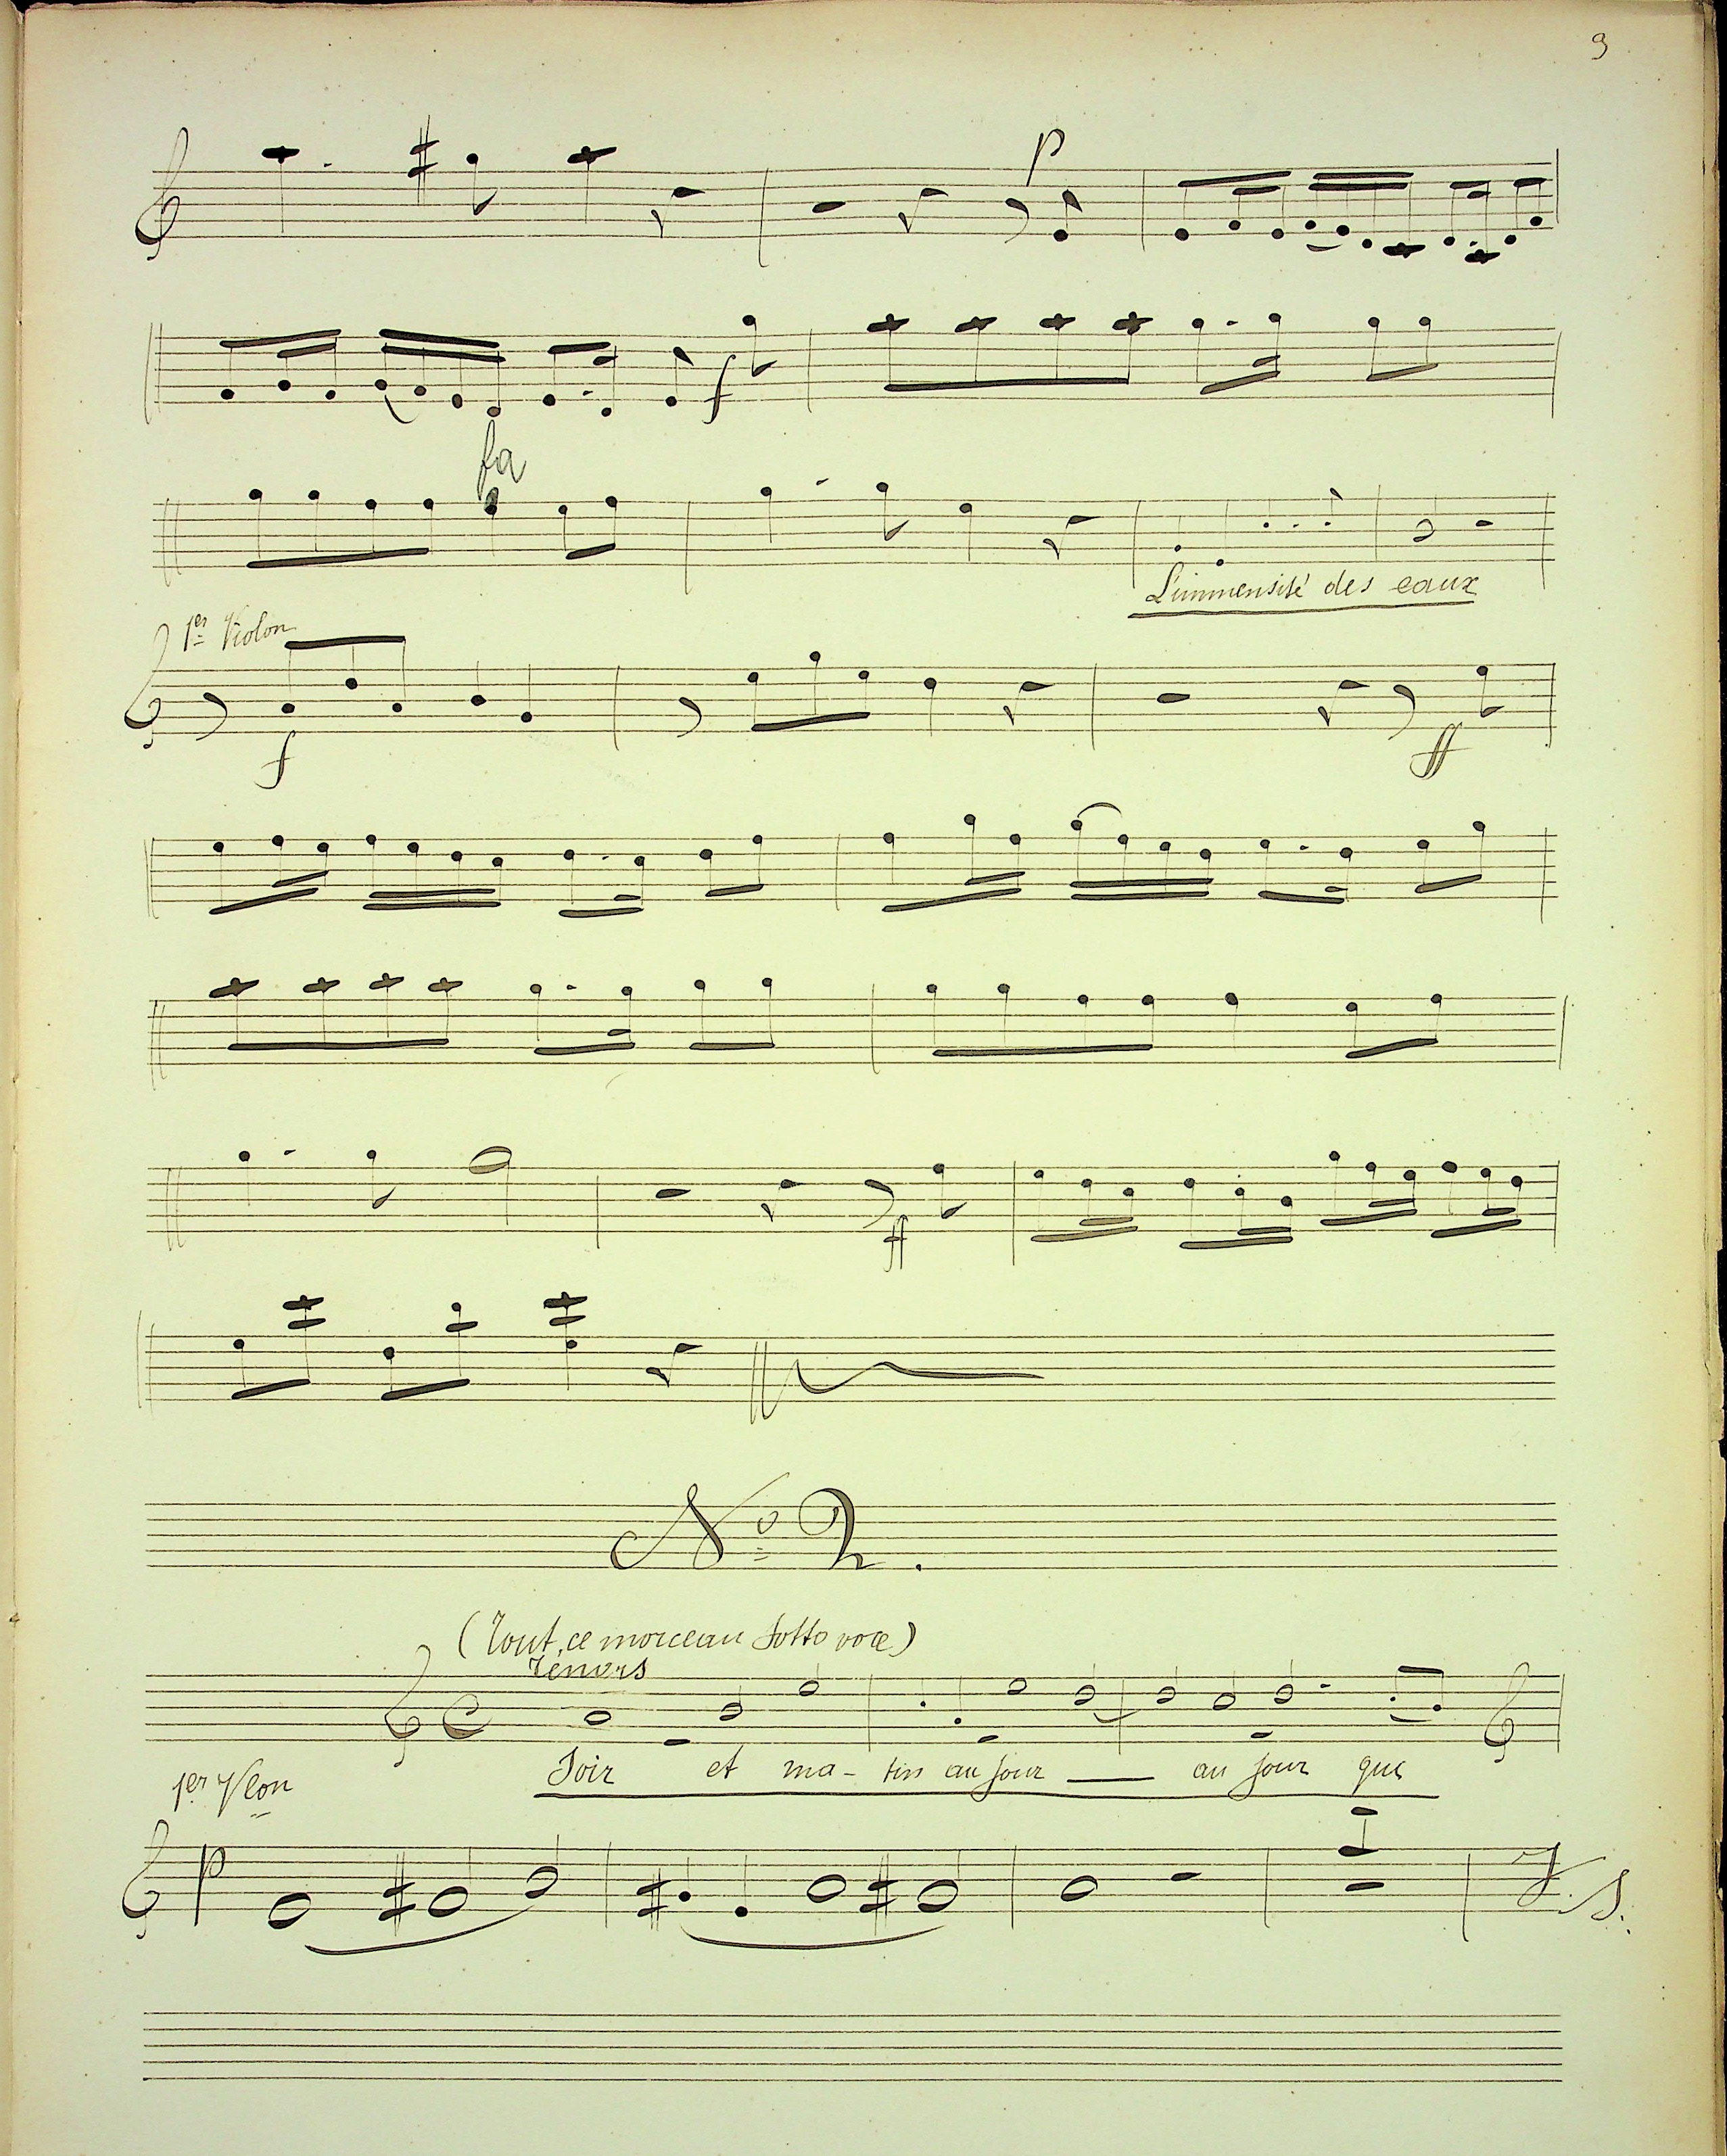 3
p
f
fa
L'immensité des eaux
1er Violon
f
ff
ff
No 2.
(Tout ce morceau Sotto voce)
Ténors
Soir et ma- tin au jour au jour que
1er Vlon
p
V. S.